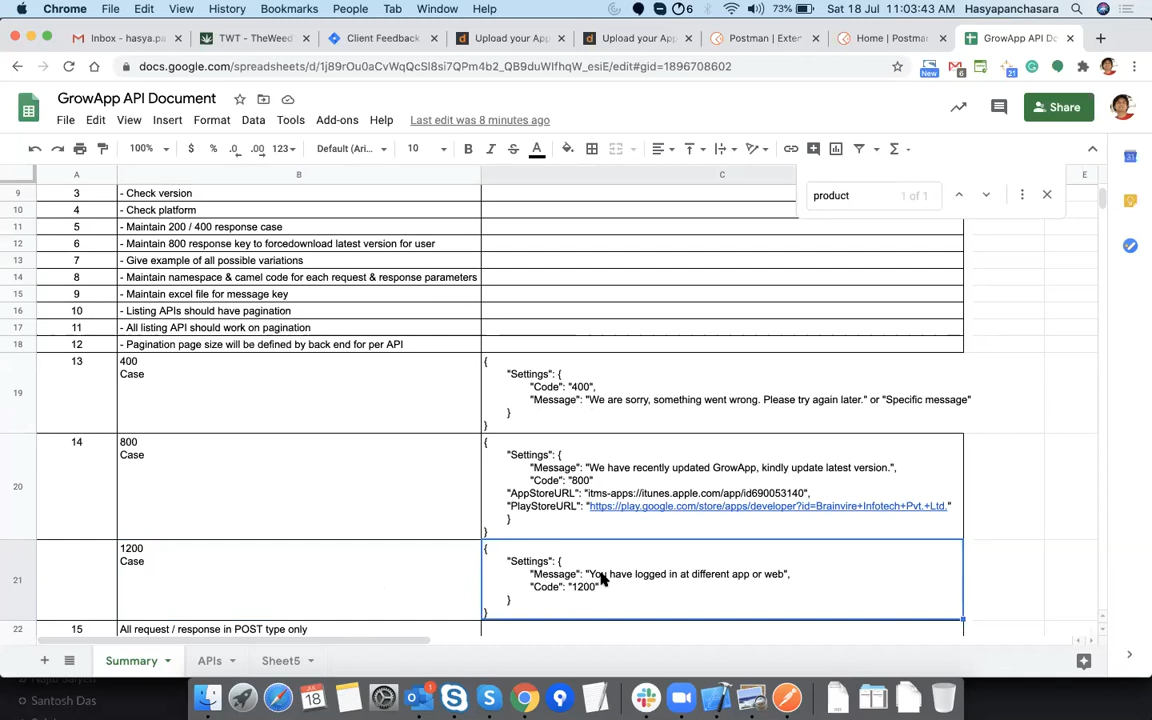 Chrome File Edit View History Bookmarks People Tab Window Help 6 73% Sat 18 Jul 11:03:43 AM Hasyapanchasara
Inbox - hasya.pa TWT - TheWeed Client Feedback Upload your App Upload your App Postman | Exter Home | Postma GrowApp API Do
docs.google.com/spreadsheets/d/1j89rOu0aCvWqQcSl8si7QPm4b2_QB9duWIfhqW_esiE/edit#gid=1896708602 New 6 21
GrowApp API Document
Share
File Edit View Insert Format Data Tools Add-ons Help Last edit was 8 minutes ago
100% $ % .0 .00 123 Default (Ari... 10 B I S A
A B C E
product 1 of 1
9 3 - Check version
10 4 - Check platform
11 5 - Maintain 200 / 400 response case
12 6 - Maintain 800 response key to forcedownload latest version for user
13 7 - Give example of all possible variations
14 8 - Maintain namespace & camel code for each request & response parameters
15 9 - Maintain excel file for message key
16 10 - Listing APIs should have pagination
17 11 - All listing API should work on pagination
18 12 - Pagination page size will be defined by back end for per API
13 400 {
Case "Settings": {
"Code": "400",
19
"Message": "We are sorry, something went wrong. Please try again later." or "Specific message"
}
}
14 800 {
Case "Settings": {
"Message": "We have recently updated GrowApp, kindly update latest version.",
"Code": "800"
20
"AppStoreURL": "itms-apps://itunes.apple.com/app/id690053140",
"PlayStoreURL": "https://play.google.com/store/apps/developer?id=Brainvire+Infotech+Pvt.+Ltd."
}
}
1200 {
Case "Settings": {
"Message": "You have logged in at different app or web",
21
"Code": "1200"
}
}
22 15 All request / response in POST type only
Summary APIs Sheet5
Santosh Das
JUL
18
1